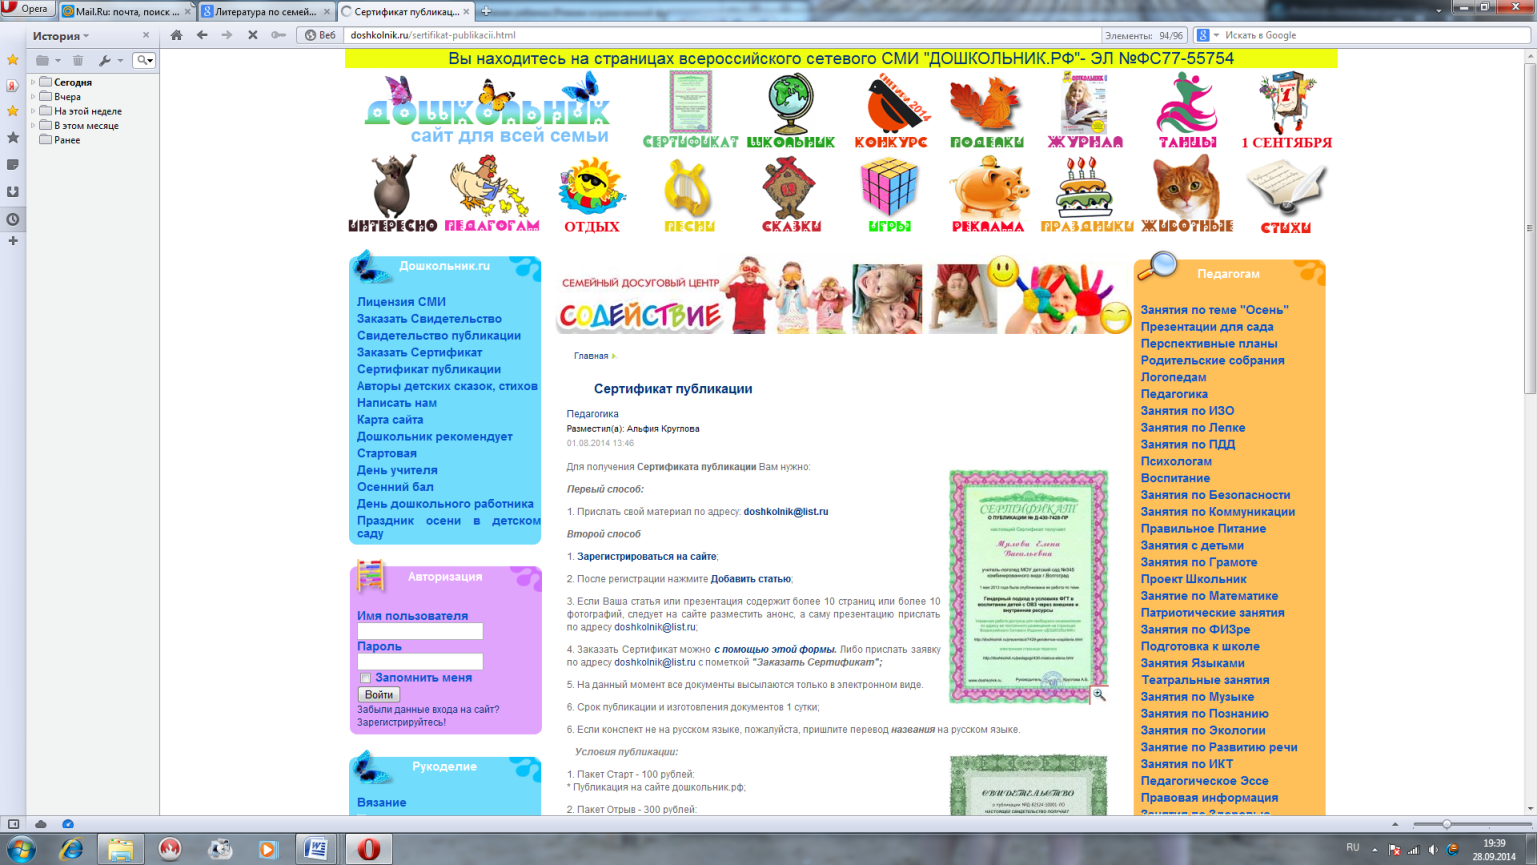 Opera
Mail.Ru: почта, поиск ...
Литература по семей...
Сертификат публикац...
История
Веб
doshkolnik.ru/sertifikat-publikacii.html
Элементы: 94/96
Искать в Google
Сегодня
Вчера
На этой неделе
В этом месяце
Ранее
Вы находитесь на страницах всероссийского сетевого СМИ "ДОШКОЛЬНИК.РФ"- ЭЛ №ФС77-55754
ДОШКОЛЬНИК
сайт для всей семьи
СЕРТИФИКАТ
ШКОЛЬНИК
КОНКУРС
ПОДЕЛКИ
ЖУРНАЛ
ТАНЦЫ
1 СЕНТЯБРЯ
ИНТЕРЕСНО
ПЕДАГОГАМ
ОТДЫХ
ПЕСНИ
СКАЗКИ
ИГРЫ
РЕКЛАМА
ПРАЗДНИКИ
ЖИВОТНЫЕ
СТИХИ
Дошкольник.ru
Лицензия СМИ
Заказать Свидетельство
Свидетельство публикации
Заказать Сертификат
Сертификат публикации
Авторы детских сказок, стихов
Написать нам
Карта сайта
Дошкольник рекомендует
Стартовая
День учителя
Осенний бал
День дошкольного работника
Праздник осени в детском
саду
Авторизация
Имя пользователя
Пароль
Запомнить меня
Войти
Забыли данные входа на сайт?
Зарегистрируйтесь!
Рукоделие
Вязание
СЕМЕЙНЫЙ ДОСУГОВЫЙ ЦЕНТР
СОДЕЙСТВИЕ
Главная
Сертификат публикации
Педагогика
Разместил(а): Альфия Круглова
01.08.2014 13:46
Для получения Сертификата публикации Вам нужно:
Первый способ:
1. Прислать свой материал по адресу: doshkolnik@list.ru
Второй способ
1. Зарегистрироваться на сайте;
2. После регистрации нажмите Добавить статью;
3. Если Ваша статья или презентация содержит более 10 страниц или более 10
фотографий, следует на сайте разместить анонс, а саму презентацию прислать
по адресу doshkolnik@list.ru;
4. Заказать Сертификат можно с помощью этой формы. Либо прислать заявку
по адресу doshkolnik@list.ru с пометкой "Заказать Сертификат";
5. На данный момент все документы высылаются только в электронном виде.
6. Срок публикации и изготовления документов 1 сутки;
6. Если конспект не на русском языке, пожалуйста, пришлите перевод названия на русском языке.
Условия публикации:
1. Пакет Старт - 100 рублей:
* Публикация на сайте дошкольник.рф;
2. Пакет Отрыв - 300 рублей:
СЕРТИФИКАТ
О ПУБЛИКАЦИИ № Д-430-7428-ПР
настоящий Сертификат получает
Милова Елена
Васильевна
СВИДЕТЕЛЬСТВО
Педагогам
Занятия по теме "Осень"
Презентации для сада
Перспективные планы
Родительские собрания
Логопедам
Педагогика
Занятия по ИЗО
Занятия по Лепке
Занятия по ПДД
Психологам
Воспитание
Занятия по Безопасности
Занятия по Коммуникации
Правильное Питание
Занятия с детьми
Занятия по Грамоте
Проект Школьник
Занятие по Математике
Патриотические занятия
Занятия по ФИЗре
Подготовка к школе
Занятия Языками
Театральные занятия
Занятия по Музыке
Занятия по Познанию
Занятия по Экологии
Занятие по Развитию речи
Занятия по ИКТ
Педагогическое Эссе
Правовая информация
Занятия по Здоровью
RU
19:39
28.09.2014